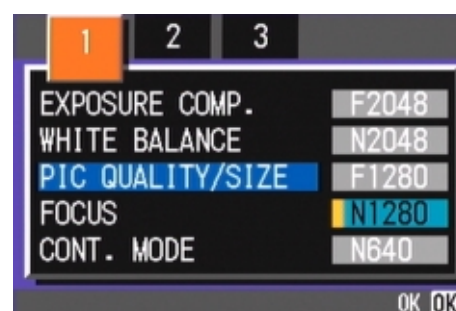 1 2 3
EXPOSURE COMP. F2048
WHITE BALANCE N2048
PIC QUALITY/SIZE F1280
FOCUS N1280
CONT. MODE N640
OK OK